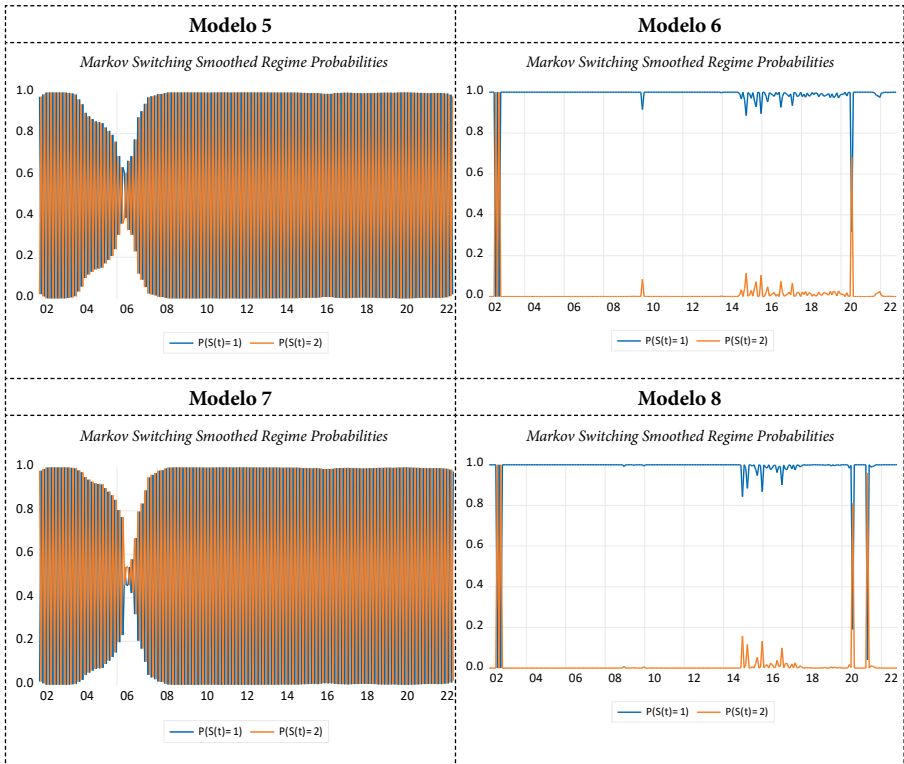 Modelo 5
Markov Switching Smoothed Regime Probabilities
1.0
0.8
0.6
0.4
0.2
0.0
02 04 06 08 10 12 14 16 18 20 22
P(S(t)= 1) P(S(t)= 2)
Modelo 6
Markov Switching Smoothed Regime Probabilities
1.0
0.8
0.6
0.4
0.2
0.0
02 04 06 08 10 12 14 16 18 20 22
P(S(t)= 1) P(S(t)= 2)
Modelo 7
Markov Switching Smoothed Regime Probabilities
1.0
0.8
0.6
0.4
0.2
0.0
02 04 06 08 10 12 14 16 18 20 22
P(S(t)= 1) P(S(t)= 2)
Modelo 8
Markov Switching Smoothed Regime Probabilities
1.0
0.8
0.6
0.4
0.2
0.0
02 04 06 08 10 12 14 16 18 20 22
P(S(t)= 1) P(S(t)= 2)